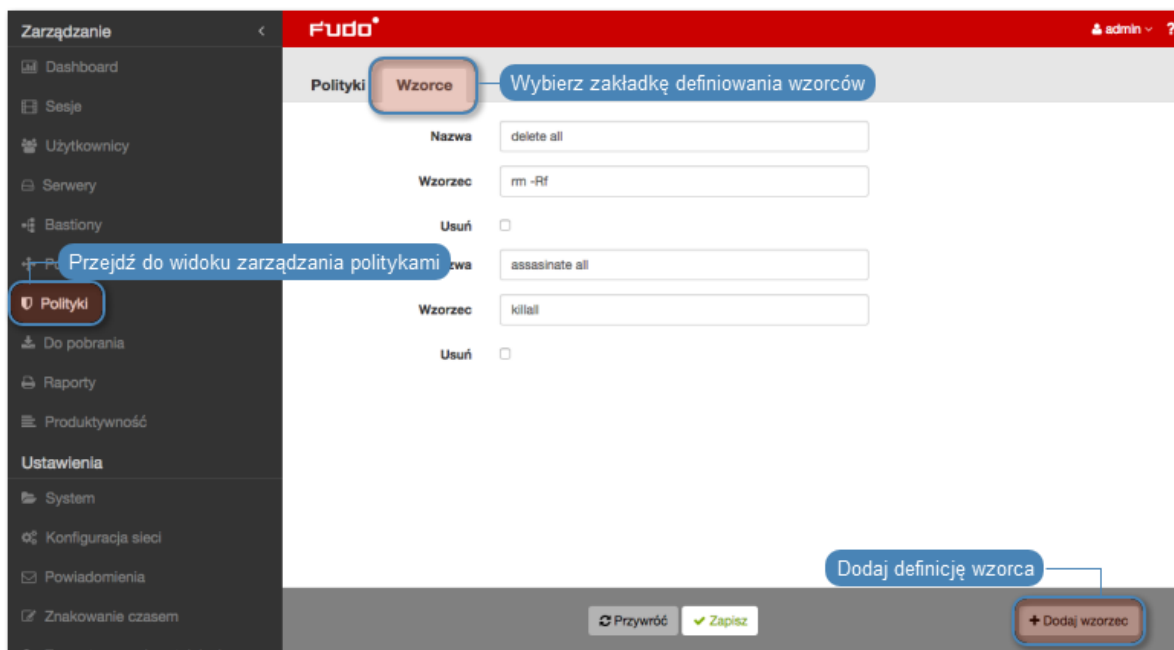 Zarządzanie
FUDO
admin
?
Dashboard
Polityki
Wzorce
Wybierz zakładkę definiowania wzorców
Sesje
Nazwa
delete all
Użytkownicy
Wzorzec
rm -Rf
Serwery
Bastiony
Usuń
Przejdź do widoku zarządzania politykami
zwa
assasinate all
Polityki
Wzorzec
killall
Do pobrania
Usuń
Raporty
Produktywność
Ustawienia
System
Konfiguracja sieci
Powiadomienia
Dodaj definicję wzorca
Znakowanie czasem
Przywróć
Zapisz
+ Dodaj wzorzec